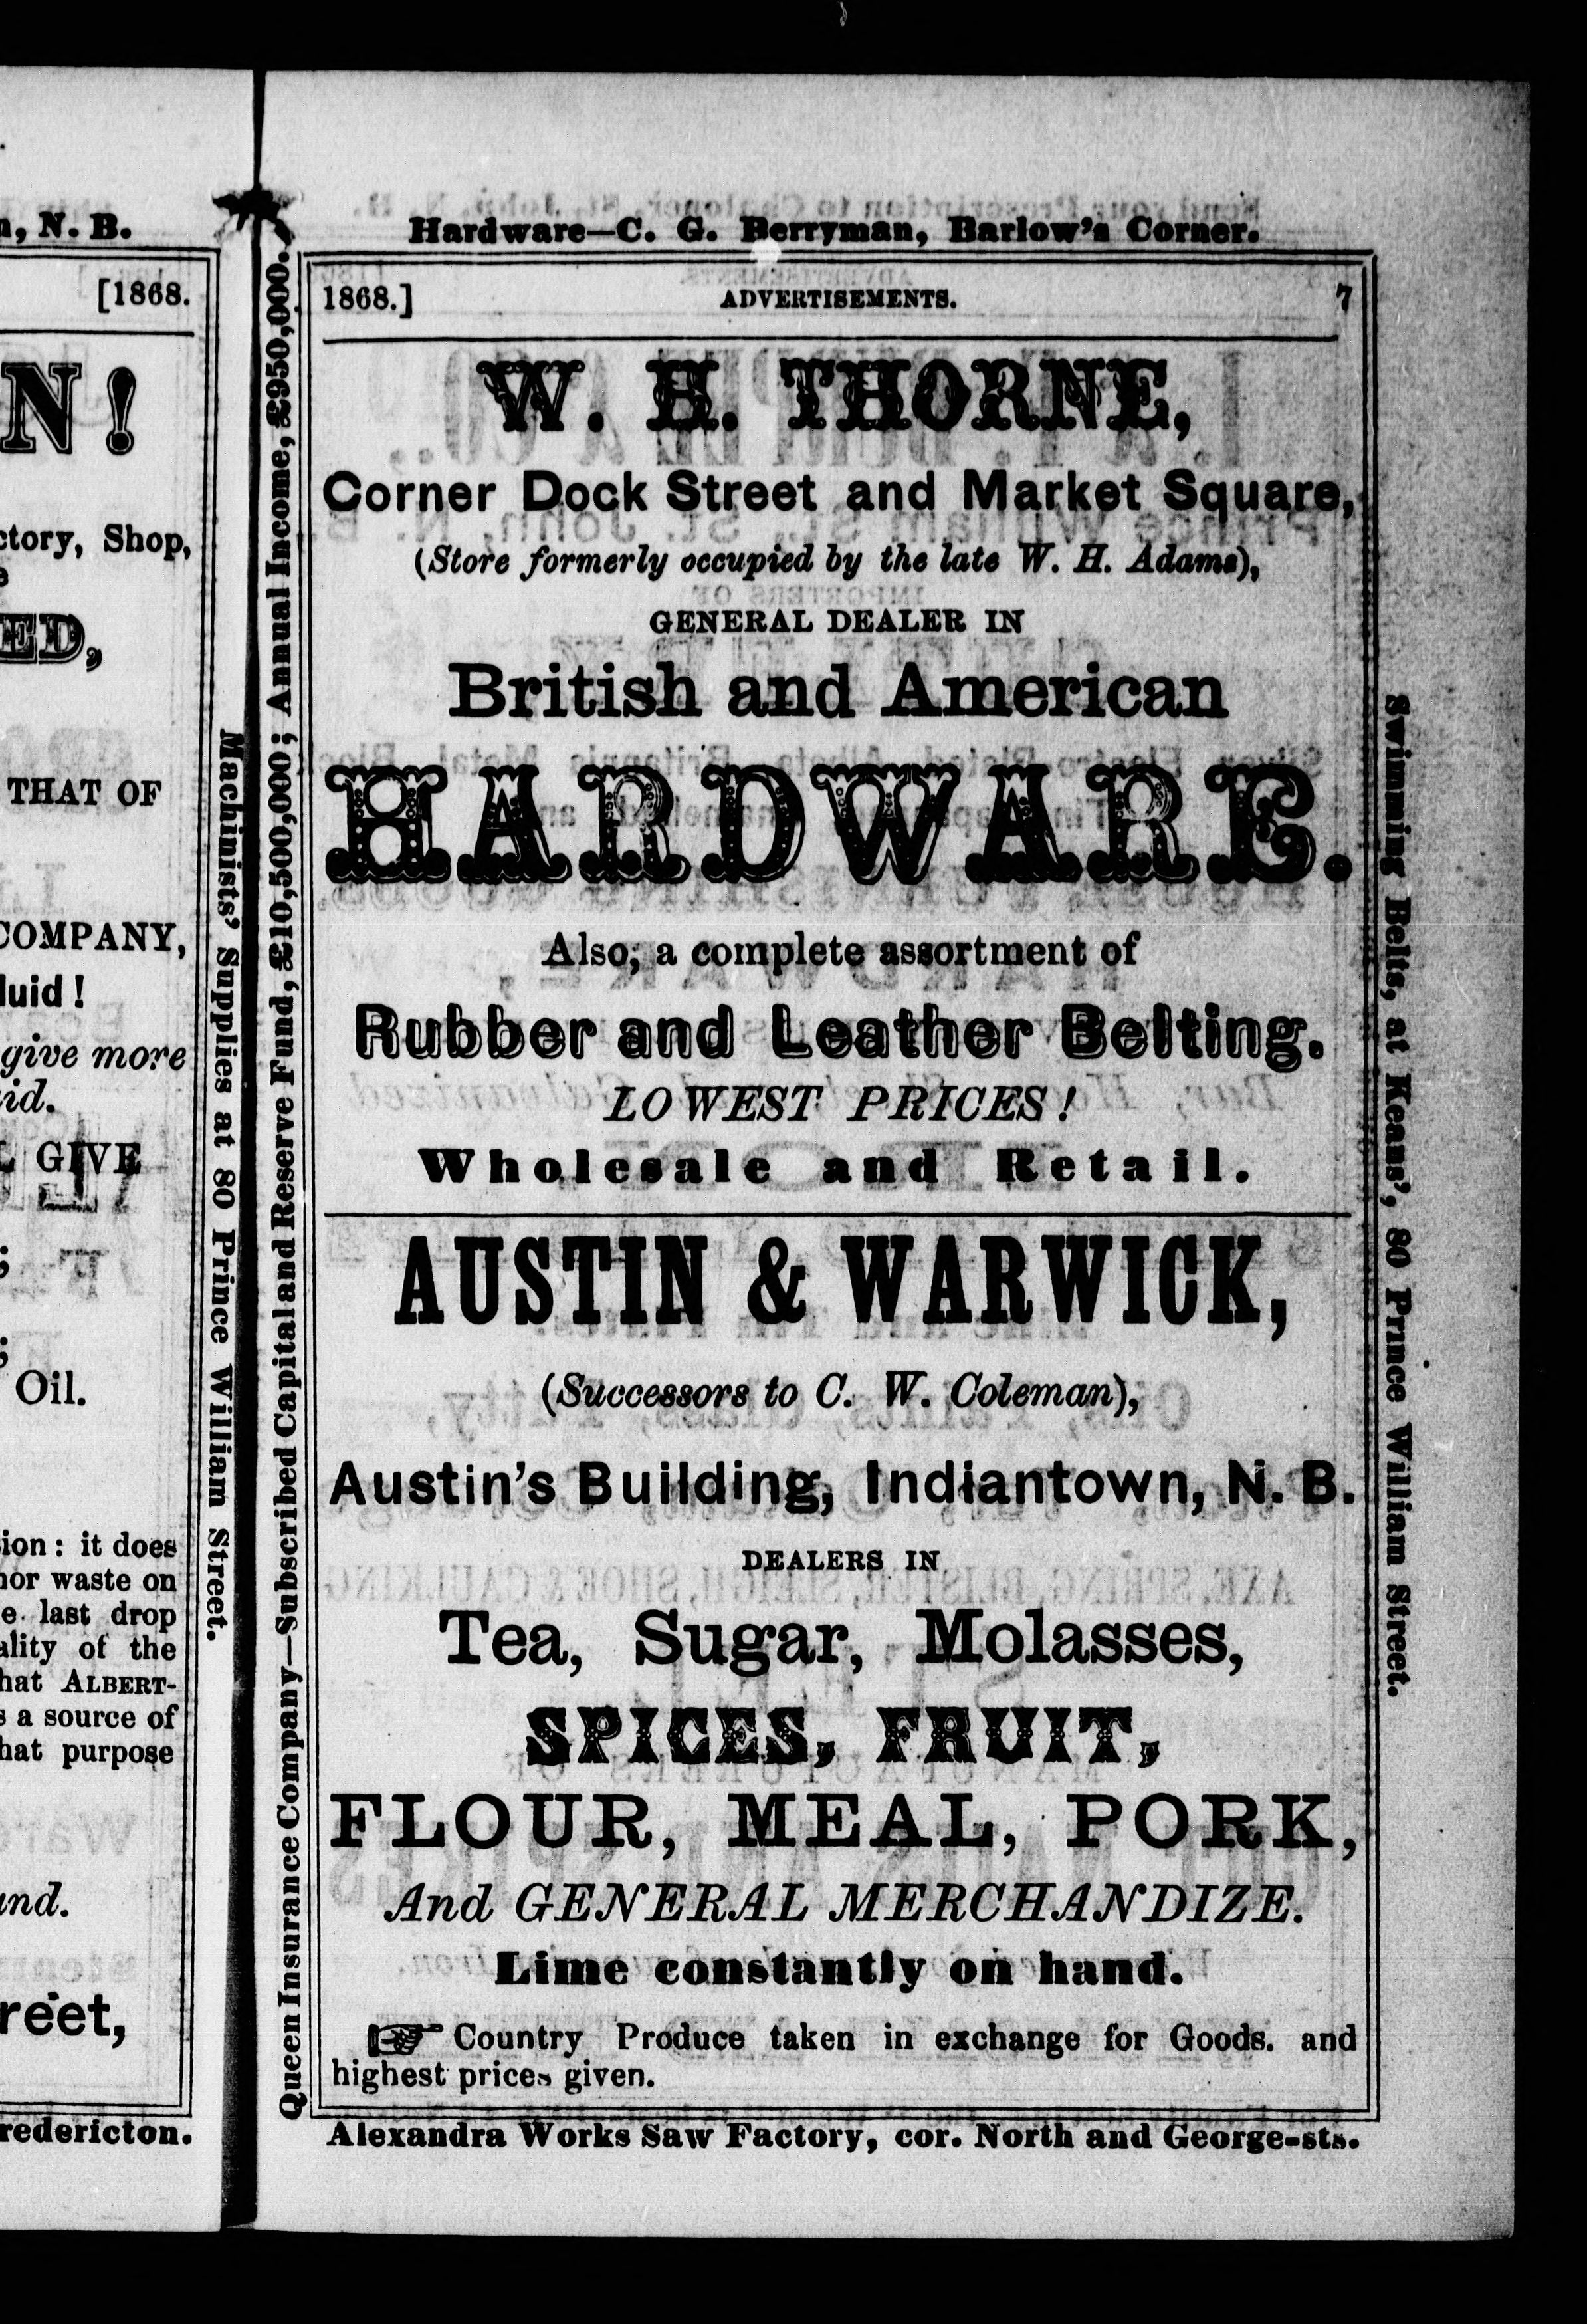 n, N. B.
[1868.
N!
ctory, Shop,
ED,
THAT OF
COMPANY,
luid!
give more
id.
GIVE
;
;
Oil.
ion: it does
nor waste on
e last drop
ality of the
hat ALBERT-
s a source of
hat purpose
and.
reet,
redericton.
Machinists' Supplies at 80 Prince William Street.
Queen Insurance Company—Subscribed Capital and Reserve Fund, £10,500,000; Annual Income, £950,000.
Hardware—C. G. Berryman, Barlow's Corner.
1868.] ADVERTISEMENTS. 7
W. H. THORNE,
Corner Dock Street and Market Square,
(Store formerly occupied by the late W. H. Adams),
GENERAL DEALER IN
British and American
HARDWARE.
Also, a complete assortment of
Rubber and Leather Belting.
LOWEST PRICES!
Wholesale and Retail.
AUSTIN & WARWICK,
(Successors to C. W. Coleman),
Austin's Building, Indiantown, N. B.
DEALERS IN
Tea, Sugar, Molasses,
SPICES, FRUIT,
FLOUR, MEAL, PORK,
And GENERAL MERCHANDIZE.
Lime constantly on hand.
☞ Country Produce taken in exchange for Goods. and
highest prices given.
Alexandra Works Saw Factory, cor. North and George-sts.
Swimming Belts, at Keans', 80 Prince William Street.